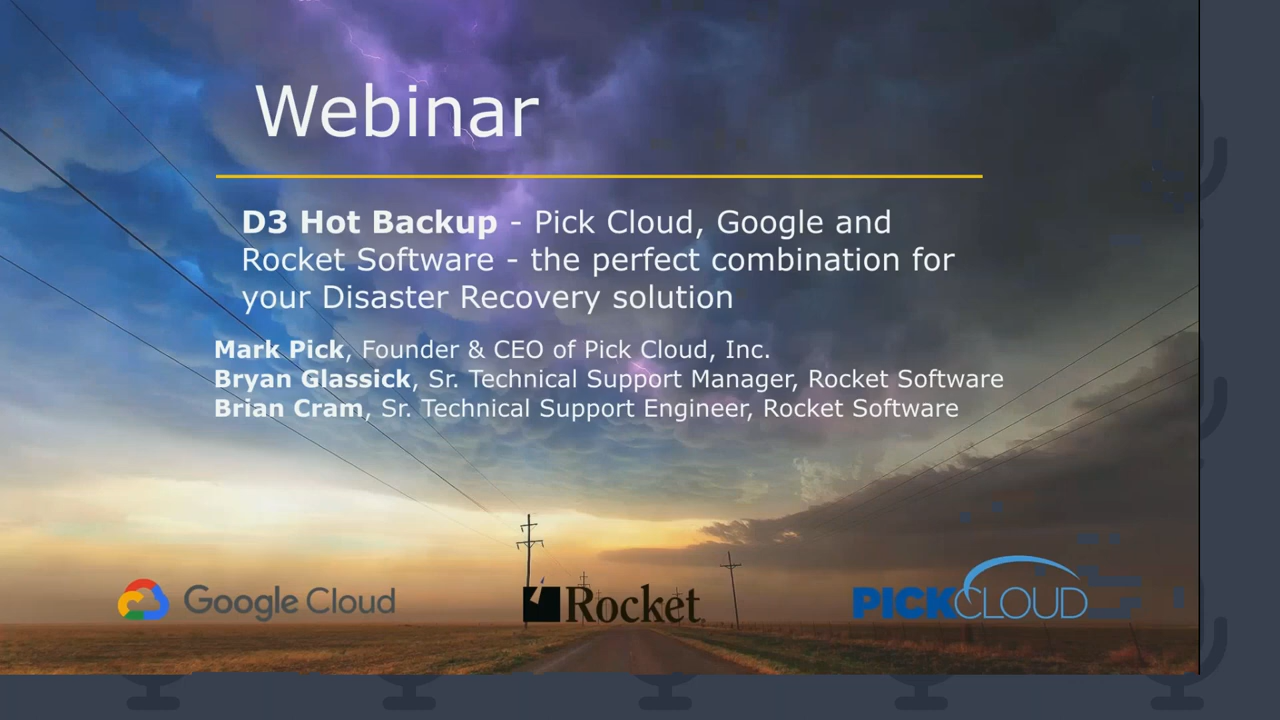 Webinar
D3 Hot Backup - Pick Cloud, Google and
Rocket Software - the perfect combination for
your Disaster Recovery solution
Mark Pick, Founder & CEO of Pick Cloud, Inc.
Bryan Glassick, Sr. Technical Support Manager, Rocket Software
Brian Cram, Sr. Technical Support Engineer, Rocket Software
Google Cloud
Rocket
PICKCLOUD